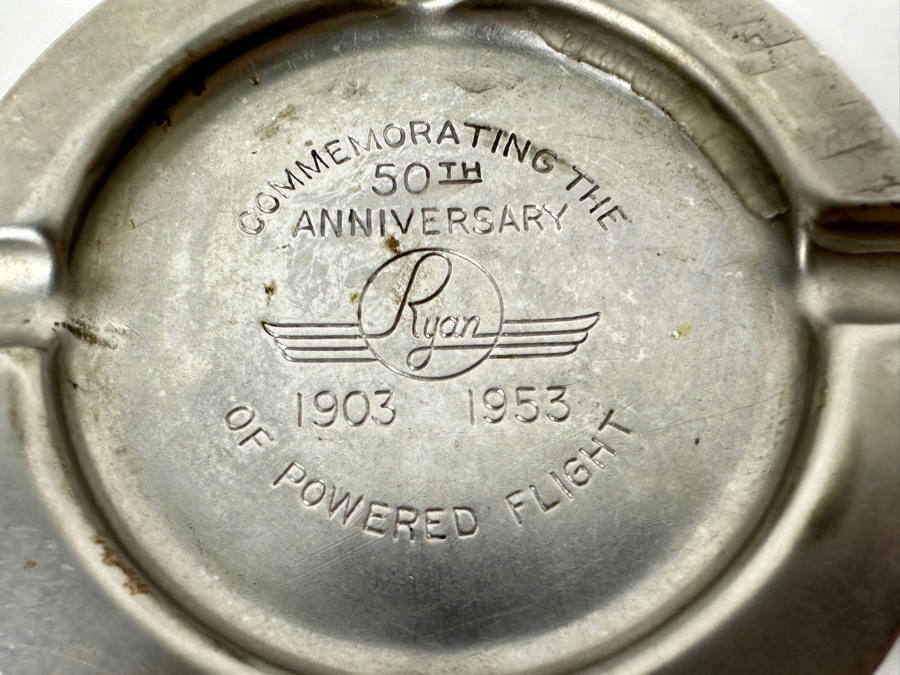 COMMEMORATING THE
50TH
ANNIVERSARY
Ryan
1903 1953
OF POWERED FLIGHT